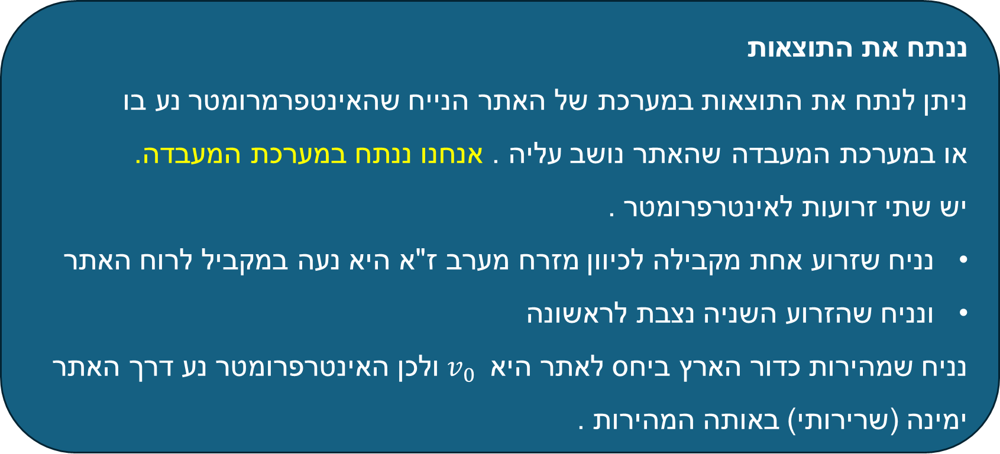 ננתח את התוצאות
ניתן לנתח את התוצאות במערכת של האתר הנייח שהאינטפרמרומטר נע בו
או במערכת המעבדה שהאתר נושב עליה . אנחנו ננתח במערכת המעבדה.
יש שתי זרועות לאינטרפרומטר .
• נניח שזרוע אחת מקבילה לכיוון מזרח מערב ז"א היא נעה במקביל לרוח האתר
• ונניח שהזרוע השניה נצבת לראשונה
נניח שמהירות כדור הארץ ביחס לאתר היא 𝑣₀ ולכן האינטרפרומטר נע דרך האתר
ימינה (שרירותי) באותה המהירות .